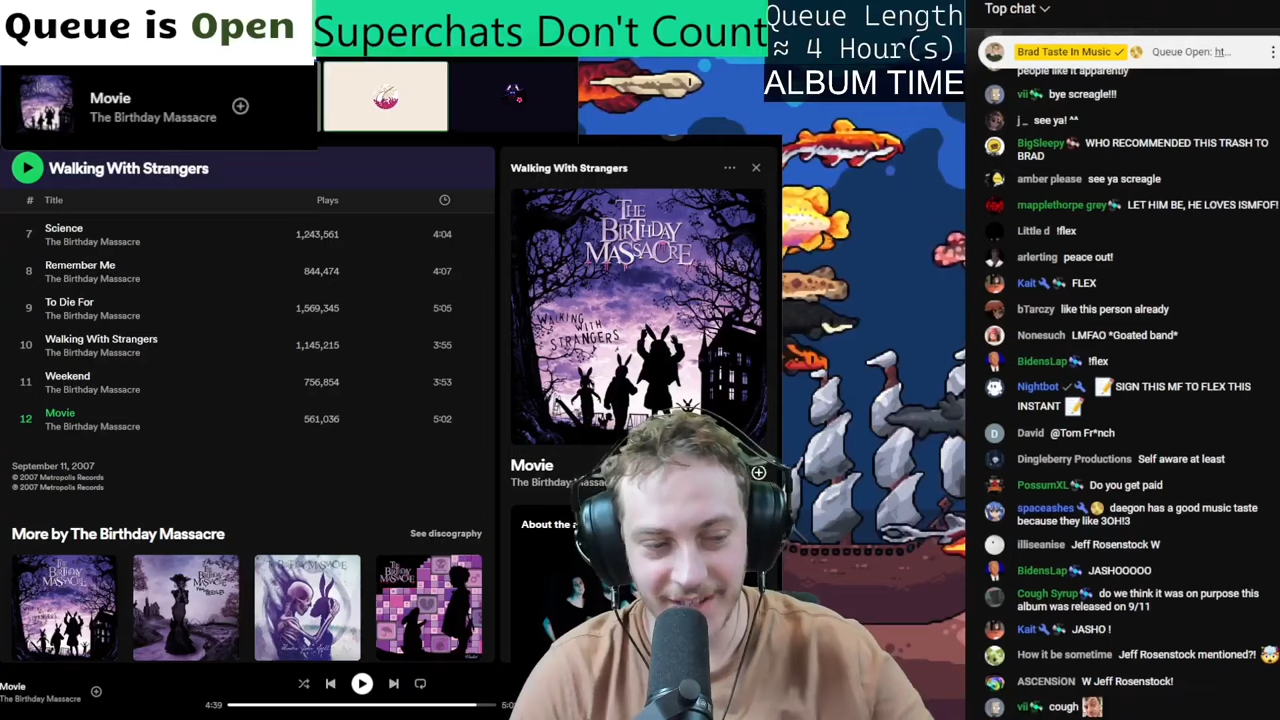 Queue is Open
Superchats Don't Count
Queue Length
≈ 4 Hour(s)
ALBUM TIME
Movie
The Birthday Massacre
Walking With Strangers
# Title Plays
7 Science 1,243,561 4:04
The Birthday Massacre
8 Remember Me 844,474 4:07
The Birthday Massacre
9 To Die For 1,569,345 5:05
The Birthday Massacre
10 Walking With Strangers 1,145,215 3:55
The Birthday Massacre
11 Weekend 756,854 3:53
The Birthday Massacre
12 Movie 561,036 5:02
The Birthday Massacre
September 11, 2007
© 2007 Metropolis Records
℗ 2007 Metropolis Records
More by The Birthday Massacre
See discography
Movie
The Birthday Massacre
4:39
Walking With Strangers
THE
BIRTHDAY
MASSACRE
WALKING
WITH
STRANGERS
Movie
The Birthday Massa
About the a
Top chat
Brad Taste In Music Queue Open: ht...
people like it apparently
vii bye screagle!!!
j _ see ya! ^^
BigSleepy WHO RECOMMENDED THIS TRASH TO
BRAD
amber please see ya screagle
mapplethorpe grey LET HIM BE, HE LOVES ISMFOF!
Little d !flex
arlerting peace out!
Kait FLEX
bTarczy like this person already
Nonesuch LMFAO *Goated band*
BidensLap !flex
Nightbot SIGN THIS MF TO FLEX THIS
INSTANT
David @Tom Fr*nch
Dingleberry Productions Self aware at least
PossumXL Do you get paid
spaceashes daegon has a good music taste
because they like 3OH!3
illiseanise Jeff Rosenstock W
BidensLap JASHOOOOO
Cough Syrup do we think it was on purpose this
album was released on 9/11
Kait JASHO !
How it be sometime Jeff Rosenstock mentioned?!
ASCENSiON W Jeff Rosenstock!
vii cough